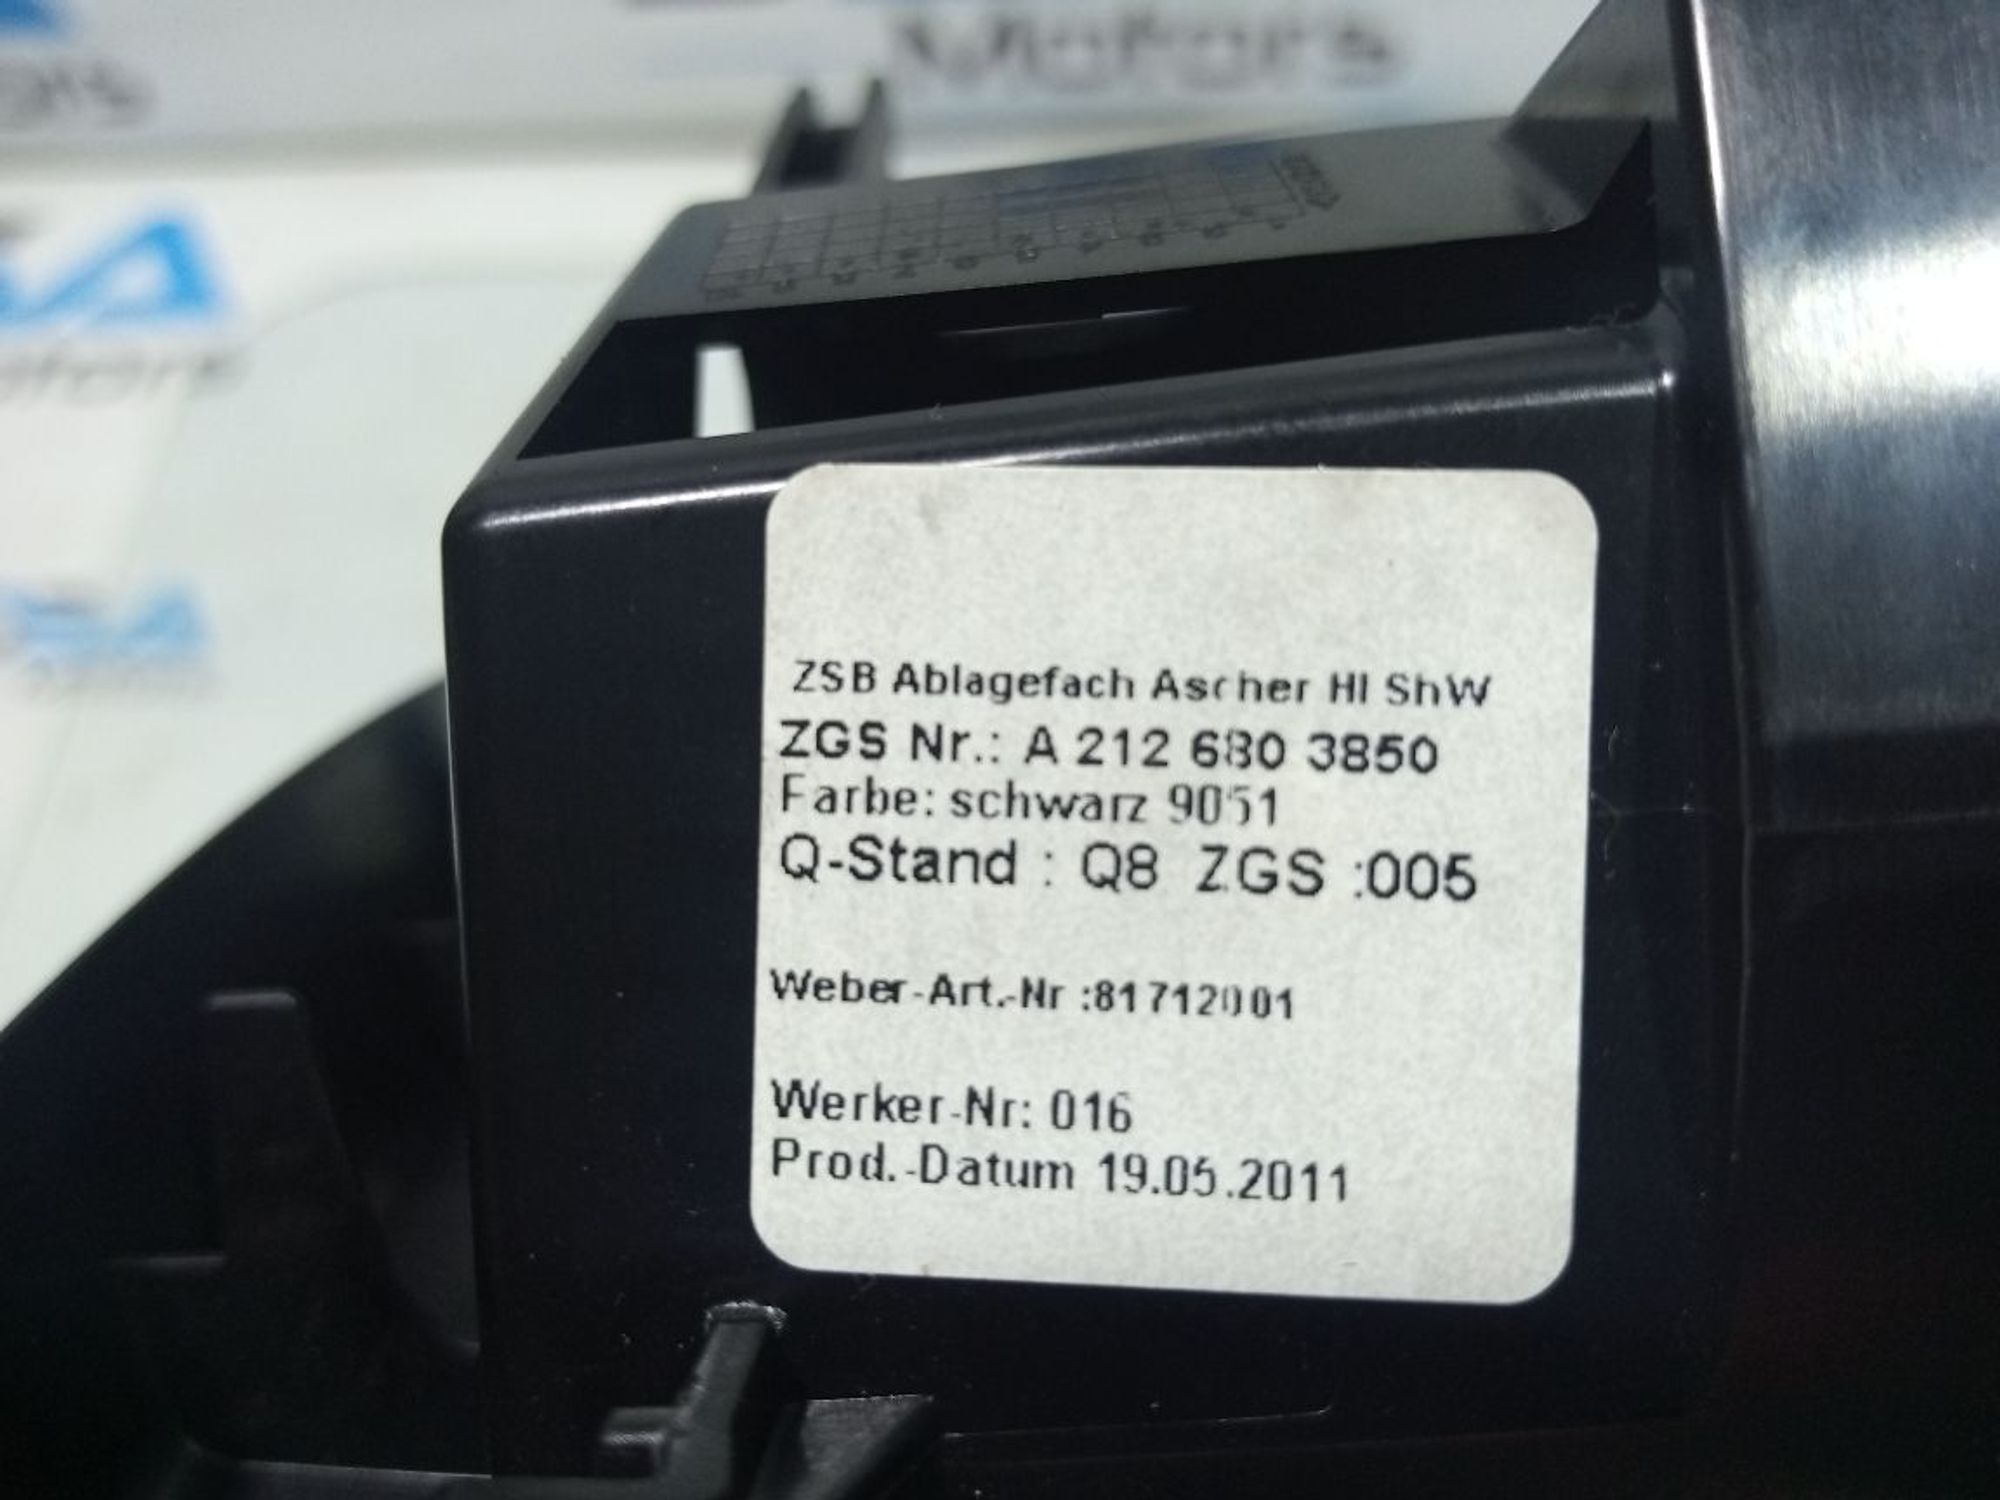 Motors
ZSB Ablagefach Ascher HI ShW
ZGS Nr.: A 212 680 3850
Farbe: schwarz 9051
Q-Stand : Q8 ZGS :005
Weber-Art.-Nr :81712001
Werker-Nr: 016
Prod.-Datum 19.05.2011